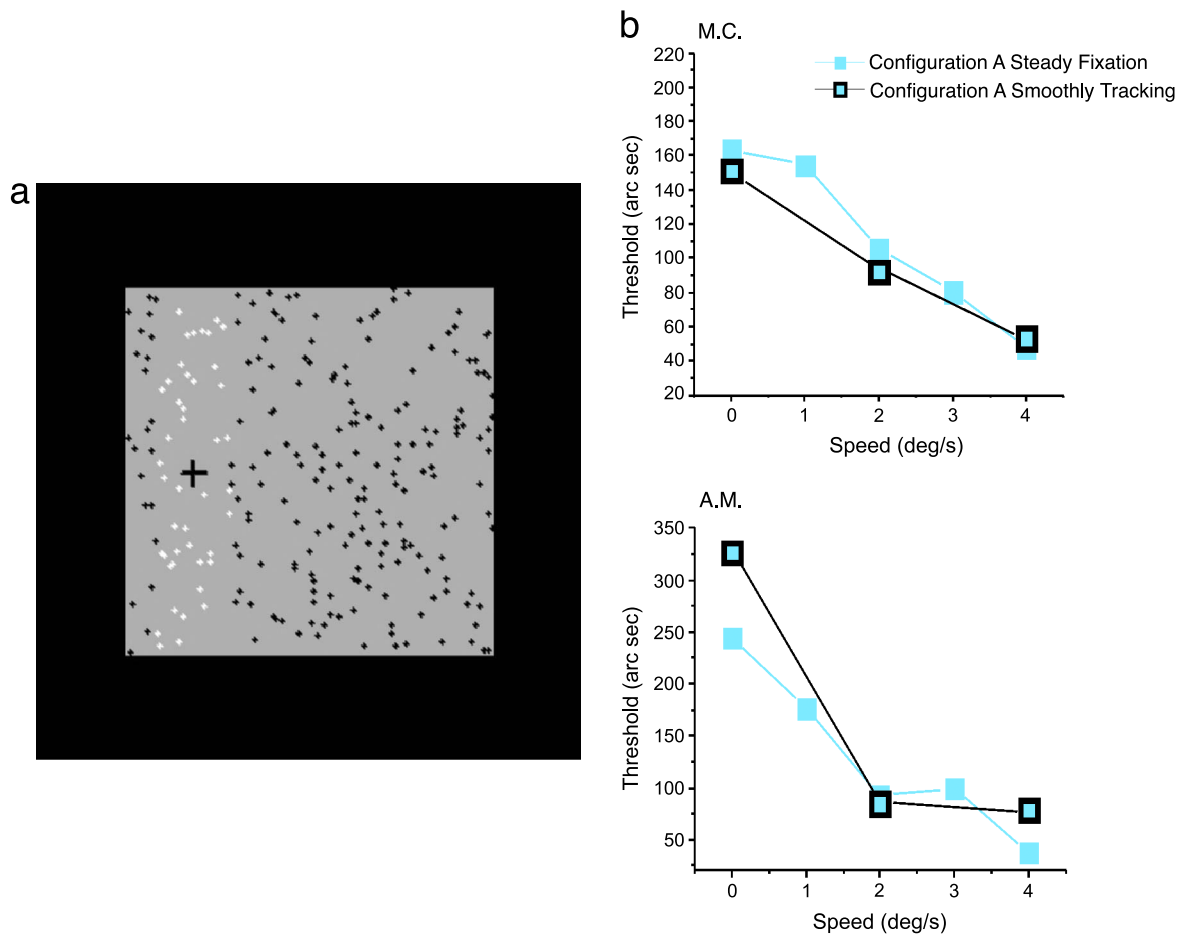 a
b
M.C.
Configuration A Steady Fixation
Configuration A Smoothly Tracking
Threshold (arc sec)
220
200
180
160
140
120
100
80
60
40
20
0 1 2 3 4
Speed (deg/s)
A.M.
Threshold (arc sec)
350
300
250
200
150
100
50
0 1 2 3 4
Speed (deg/s)